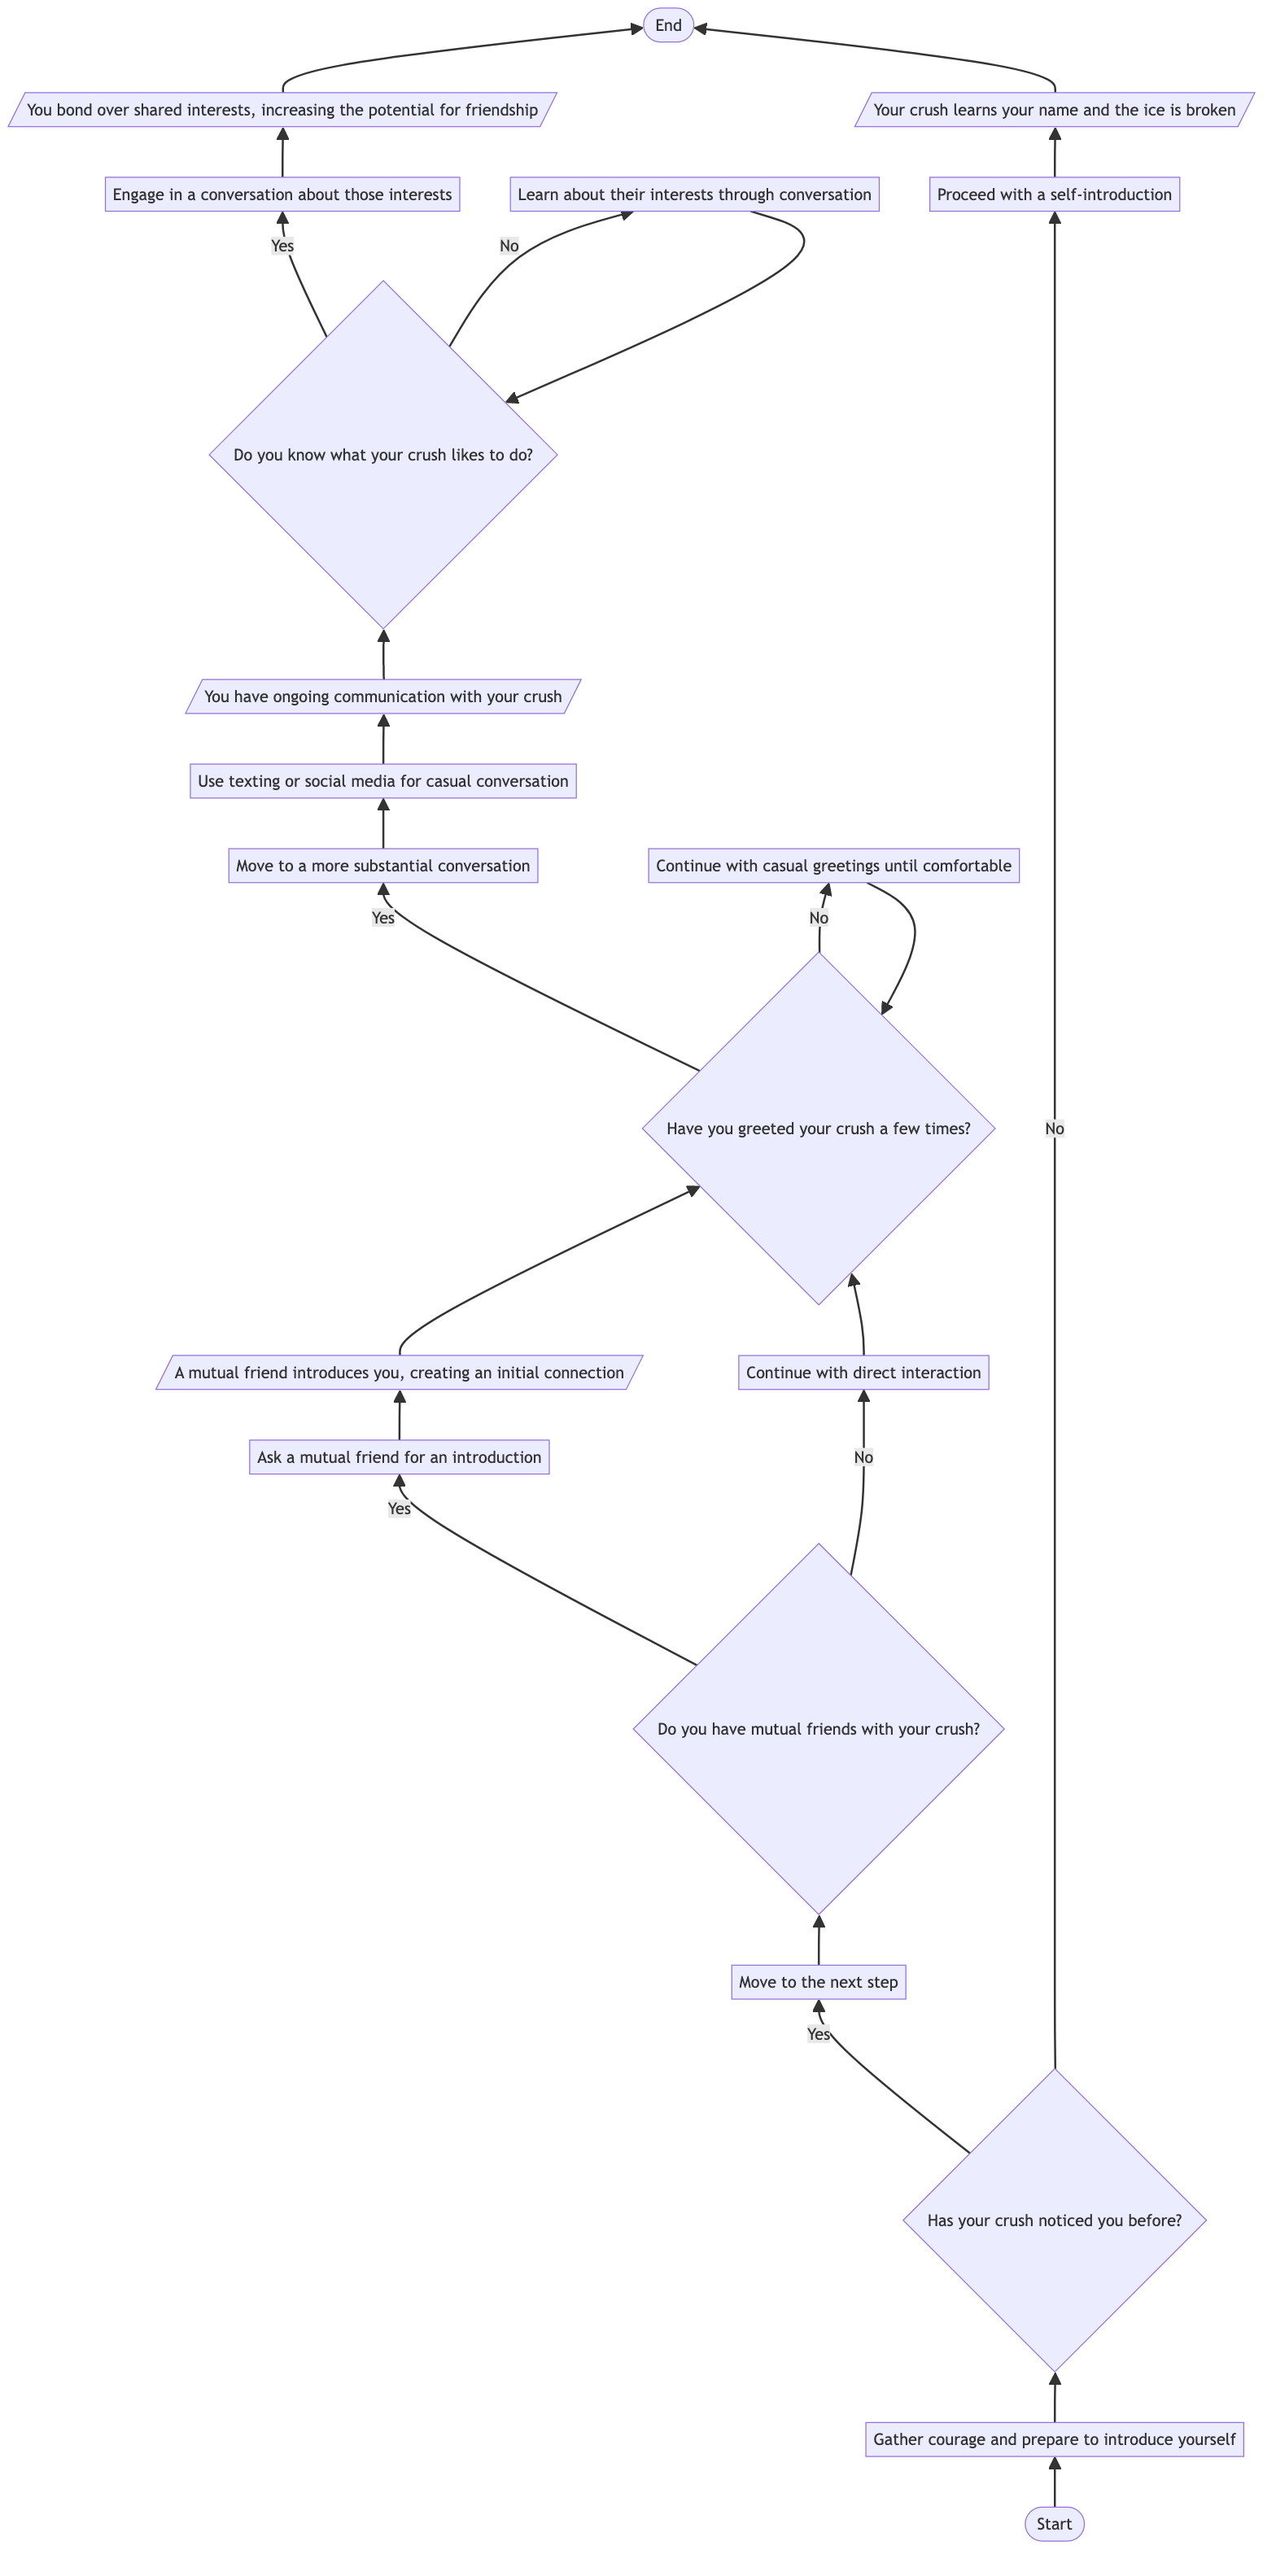 End
You bond over shared interests, increasing the potential for friendship
Your crush learns your name and the ice is broken
Engage in a conversation about those interests
Learn about their interests through conversation
Proceed with a self-introduction
Yes
No
Do you know what your crush likes to do?
You have ongoing communication with your crush
Use texting or social media for casual conversation
Move to a more substantial conversation
Continue with casual greetings until comfortable
Yes
No
Have you greeted your crush a few times?
No
A mutual friend introduces you, creating an initial connection
Continue with direct interaction
Ask a mutual friend for an introduction
No
Yes
Do you have mutual friends with your crush?
Move to the next step
Yes
Has your crush noticed you before?
Gather courage and prepare to introduce yourself
Start